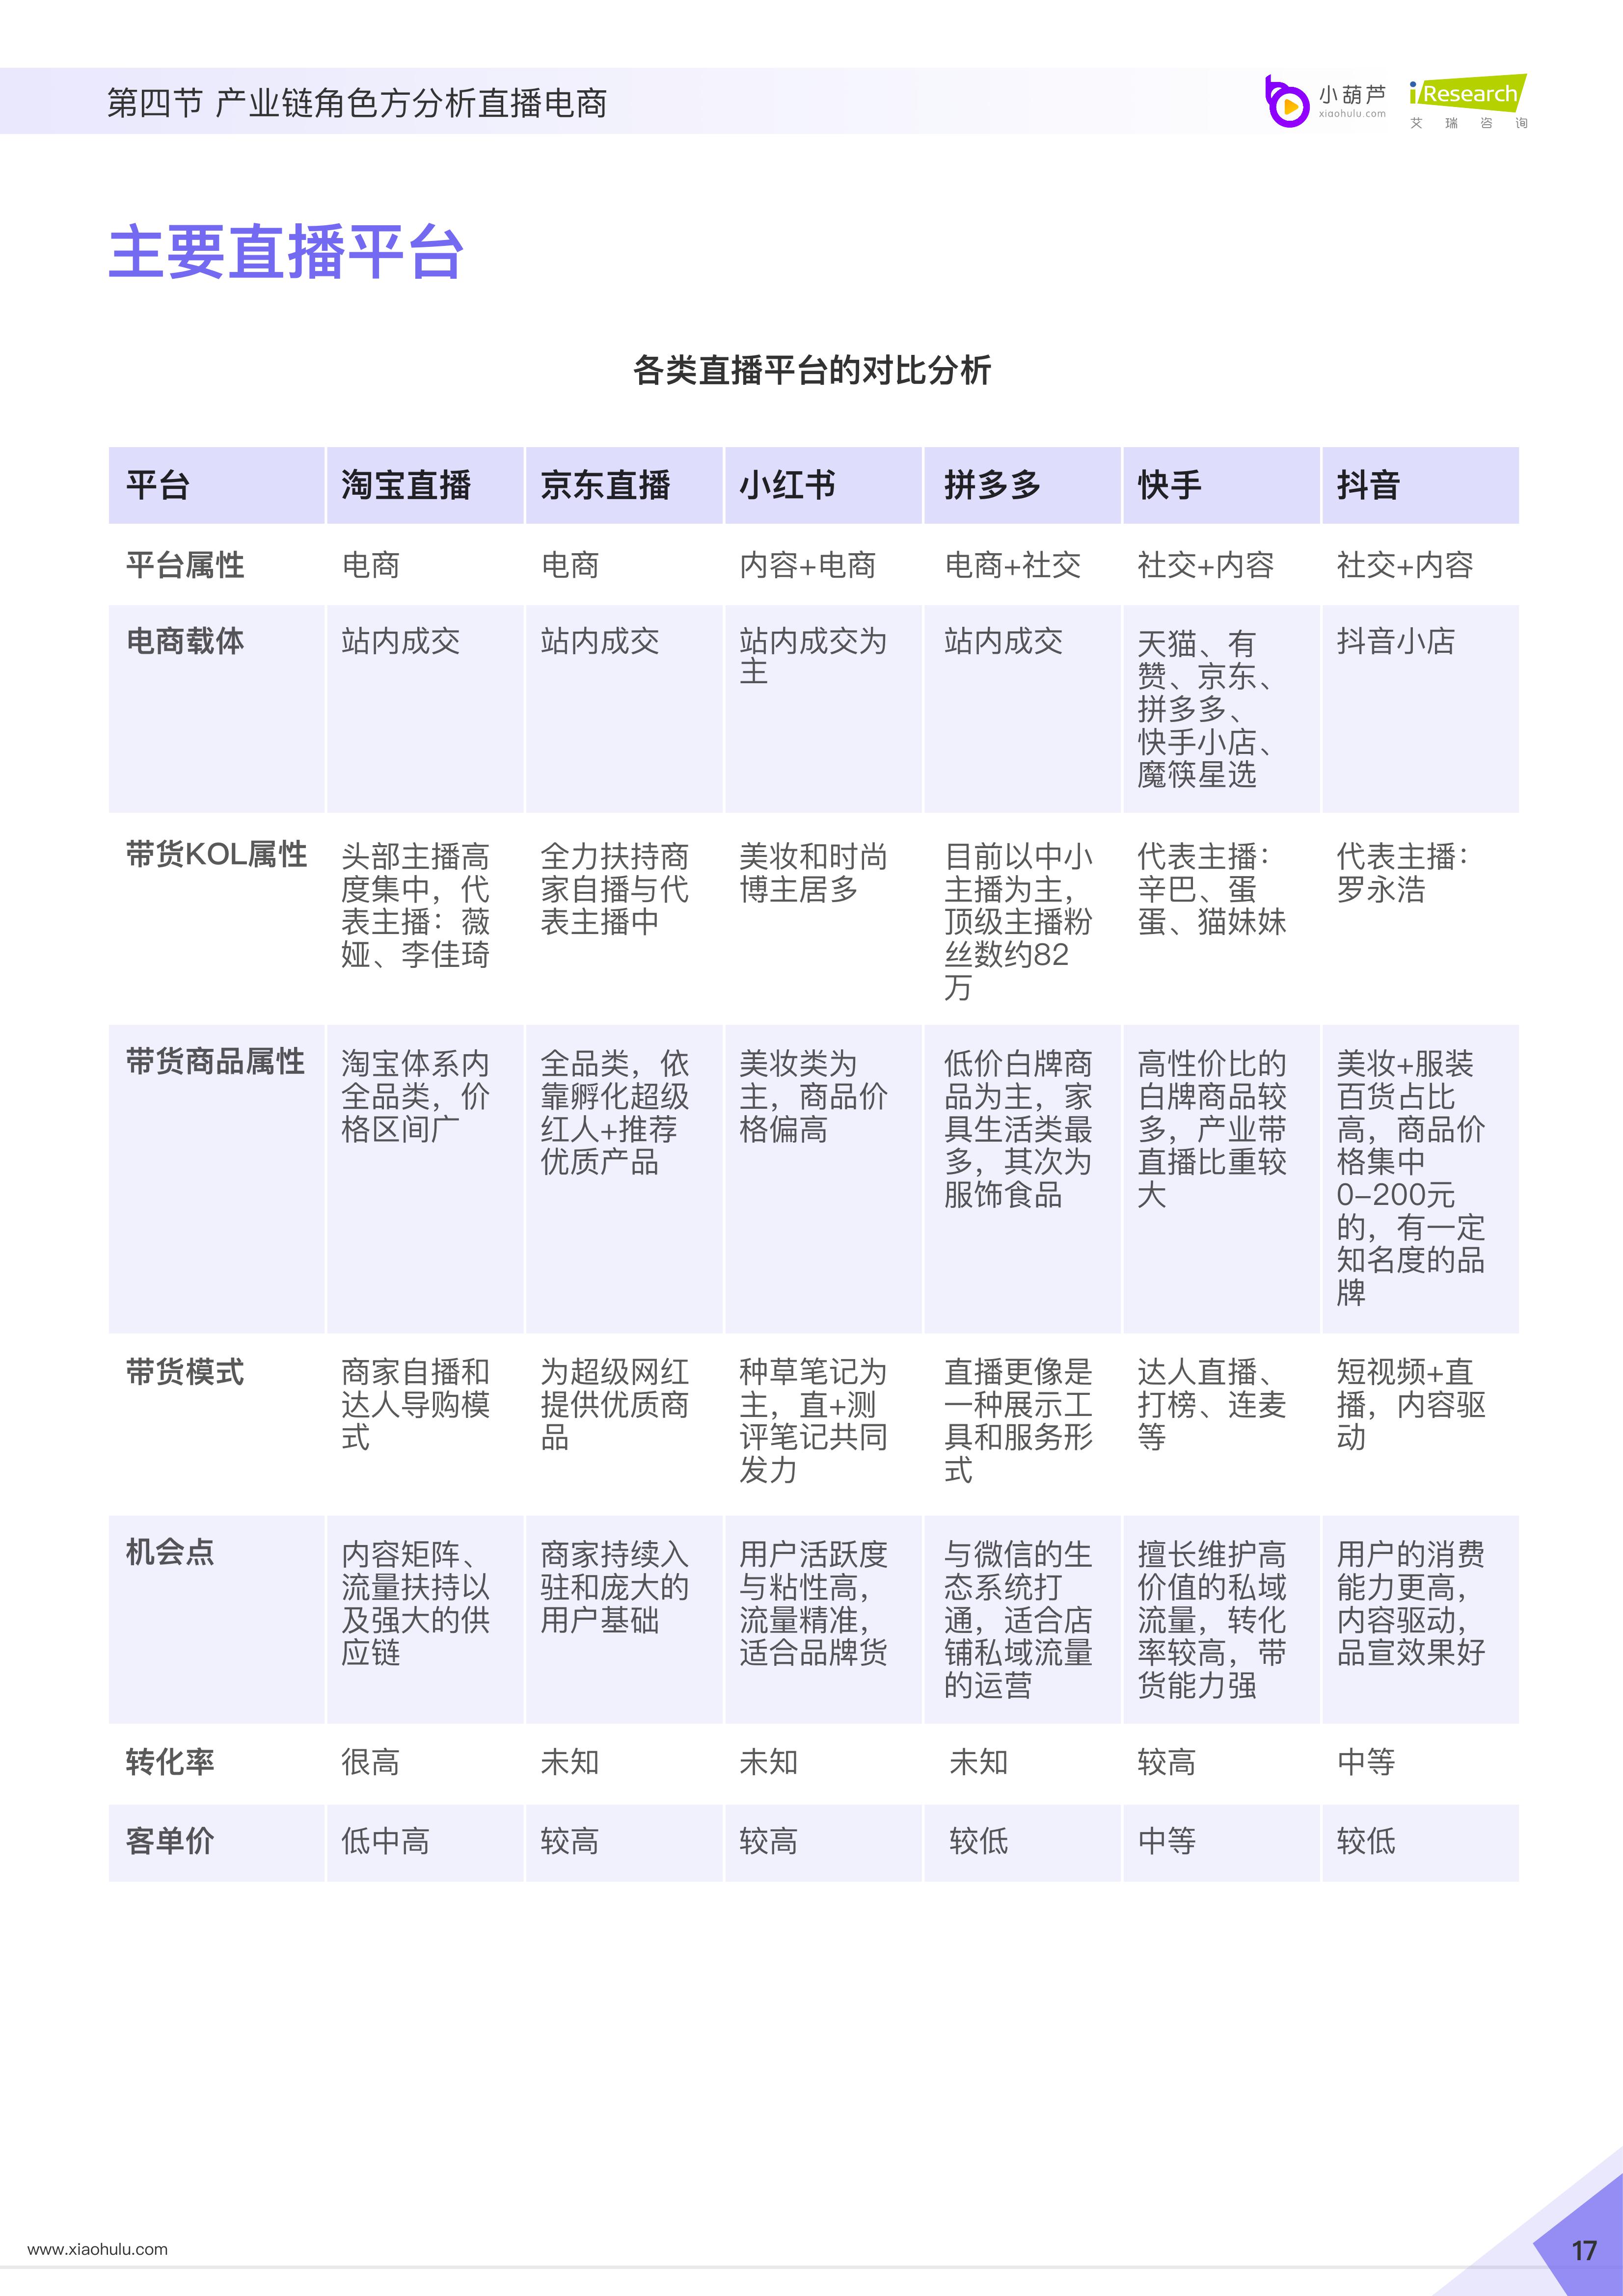 第四节 产业链角色方分析直播电商
小葫芦
xiaohulu.com
iResearch
艾瑞咨询
主要直播平台
各类直播平台的对比分析
平台
淘宝直播
京东直播
小红书
拼多多
快手
抖音
平台属性
电商
电商
内容+电商
电商+社交
社交+内容
社交+内容
电商载体
站内成交
站内成交
站内成交为
主
站内成交
天猫、有
赞、京东、
拼多多、
快手小店、
魔筷星选
抖音小店
带货KOL属性
头部主播高
度集中，代
表主播：薇
娅、李佳琦
全力扶持商
家自播与代
表主播中
美妆和时尚
博主居多
目前以中小
主播为主，
顶级主播粉
丝数约82
万
代表主播：
辛巴、蛋
蛋、猫妹妹
代表主播：
罗永浩
带货商品属性
淘宝体系内
全品类，价
格区间广
全品类，依
靠孵化超级
红人+推荐
优质产品
美妆类为
主，商品价
格偏高
低价白牌商
品为主，家
具生活类最
多，其次为
服饰食品
高性价比的
白牌商品较
多，产业带
直播比重较
大
美妆+服装
百货占比
高，商品价
格集中
0-200元
的，有一定
知名度的品
牌
带货模式
商家自播和
达人导购模
式
为超级网红
提供优质商
品
种草笔记为
主，直+测
评笔记共同
发力
直播更像是
一种展示工
具和服务形
式
达人直播、
打榜、连麦
等
短视频+直
播，内容驱
动
机会点
内容矩阵、
流量扶持以
及强大的供
应链
商家持续入
驻和庞大的
用户基础
用户活跃度
与粘性高，
流量精准，
适合品牌货
与微信的生
态系统打
通，适合店
铺私域流量
的运营
擅长维护高
价值的私域
流量，转化
率较高，带
货能力强
用户的消费
能力更高，
内容驱动，
品宣效果好
转化率
很高
未知
未知
未知
较高
中等
客单价
低中高
较高
较高
较低
中等
较低
www.xiaohulu.com
17